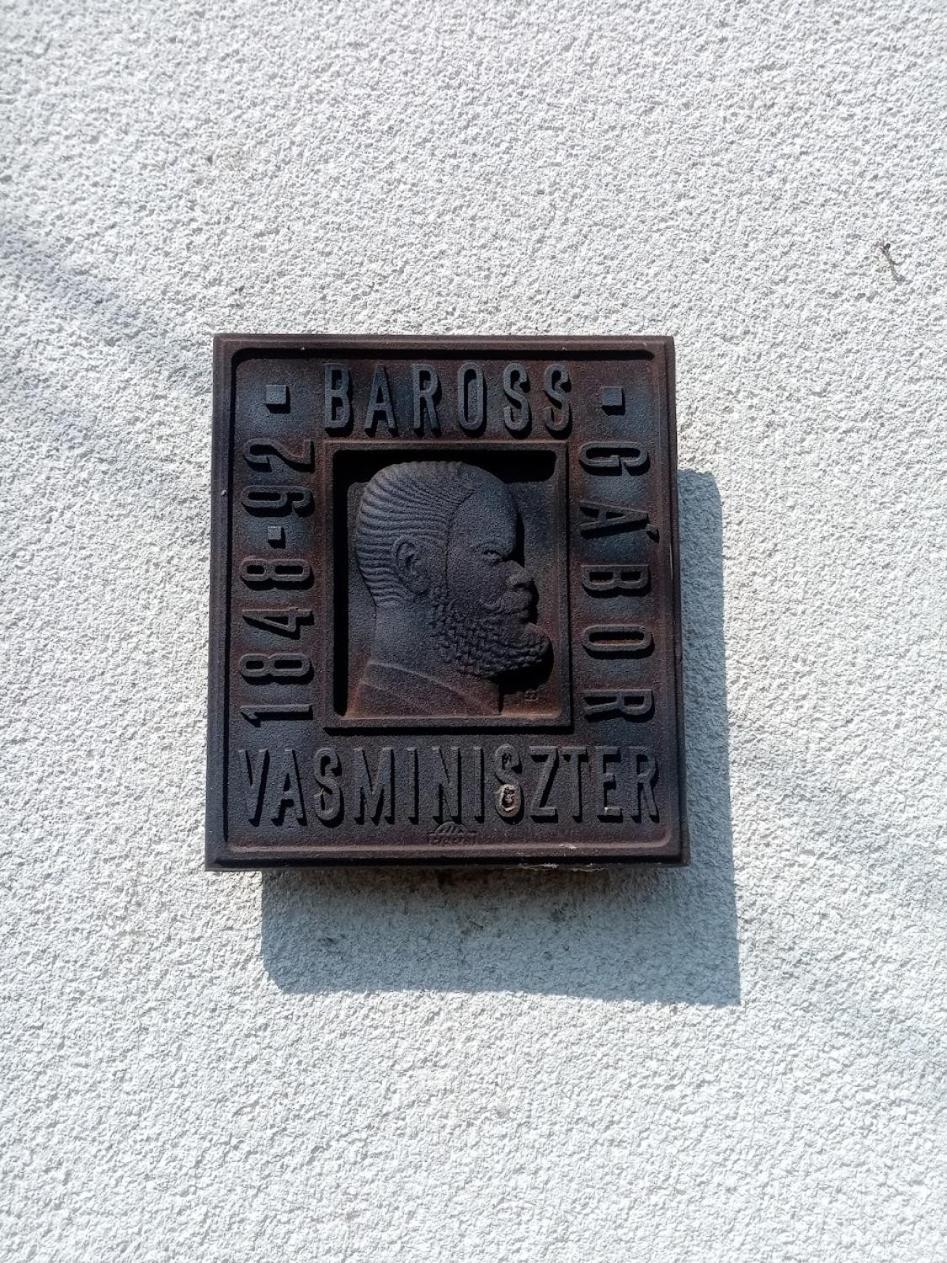 BAROSS
GÁBOR
VASMINISZTER
1848-92